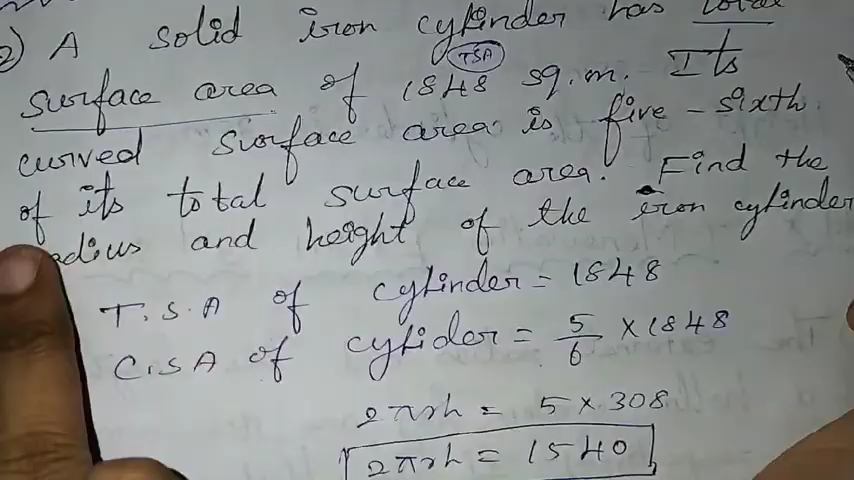 2) A solid iron cylinder has total
(TSA)
surface area of 1848 sq.m. Its
curved surface area is five - sixth
of its total surface area. Find the
radius and height of the iron cylinder
T.S.A of cylinder = 1848
C.S.A of cylider = 5/6 × 1848
2πrh = 5 × 308
2πrh = 1540